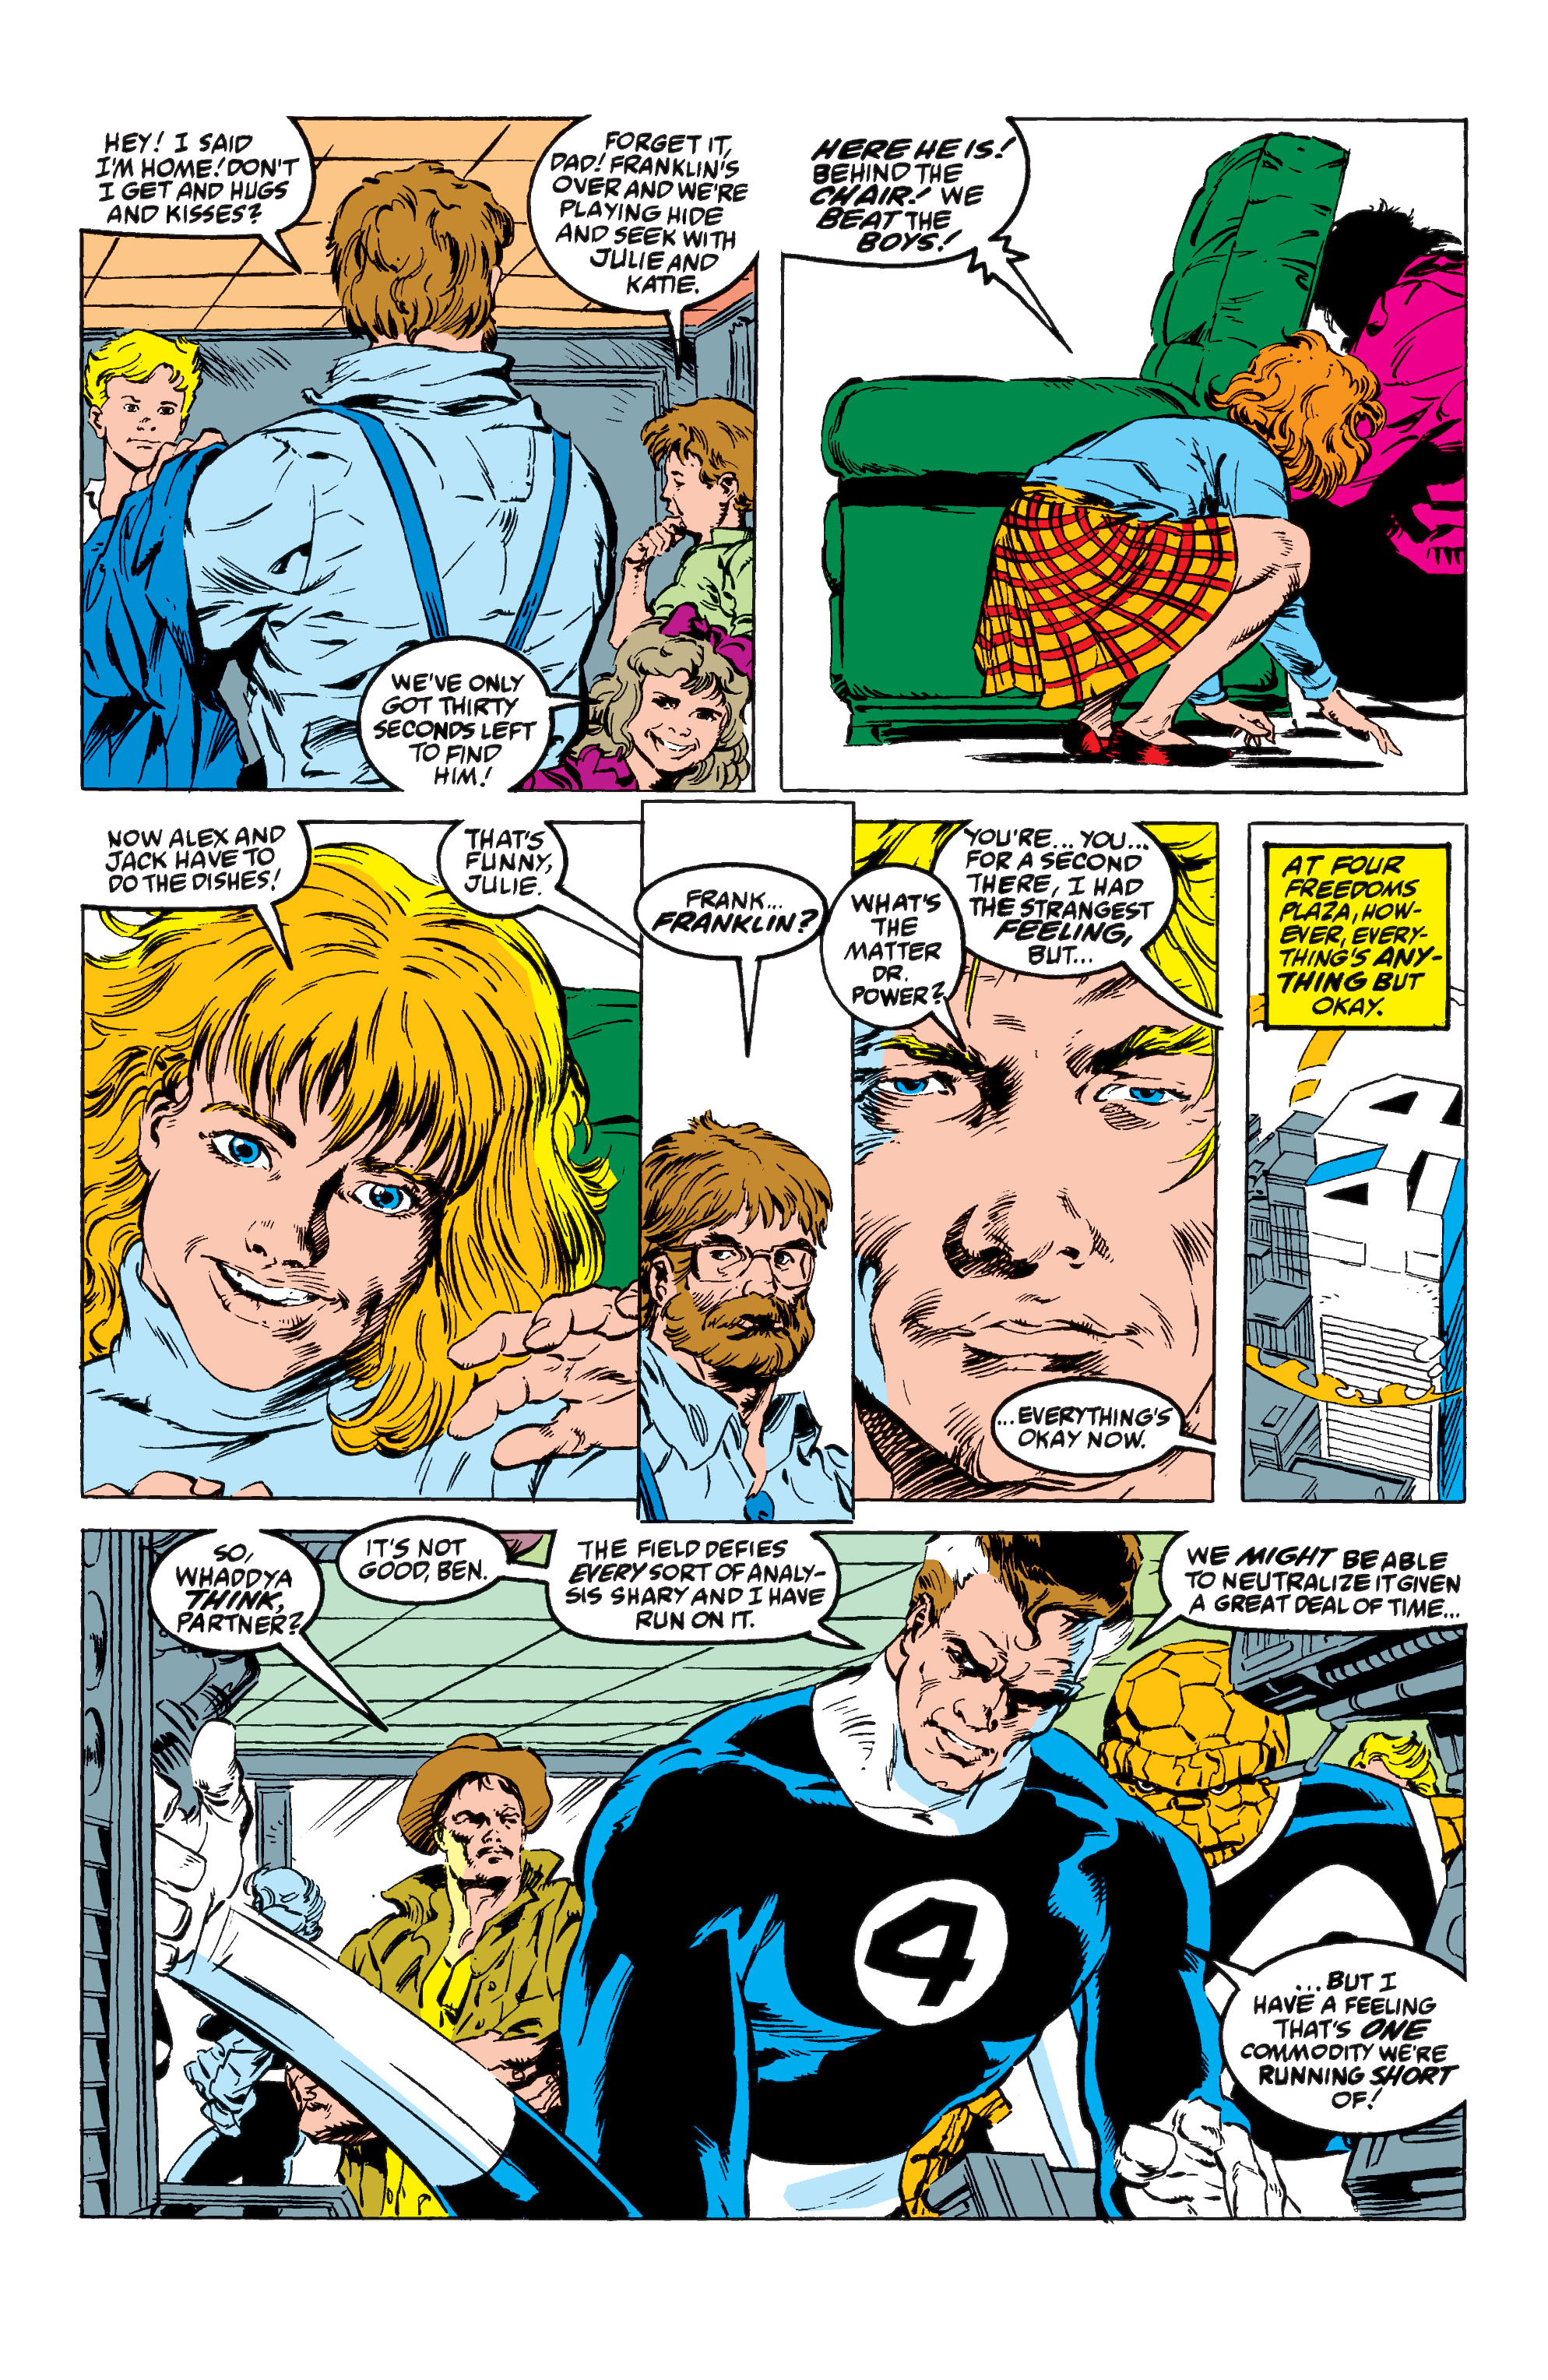 HEY! I SAID
I'M HOME! DON'T
I GET AND HUGS
AND KISSES?
FORGET IT,
DAD! FRANKLIN'S
OVER AND WE'RE
PLAYING HIDE
AND SEEK WITH
JULIE AND
KATIE.
WE'VE ONLY
GOT THIRTY
SECONDS LEFT
TO FIND
HIM!
HERE HE IS!
BEHIND THE
CHAIR! WE
BEAT THE
BOYS!
NOW ALEX AND
JACK HAVE TO
DO THE DISHES!
THAT'S
FUNNY,
JULIE.
FRANK...
FRANKLIN?
WHAT'S
THE
MATTER
DR.
POWER?
YOU'RE... YOU...
FOR A SECOND
THERE, I HAD
THE STRANGEST
FEELING,
BUT...
...EVERYTHING'S
OKAY NOW.
AT FOUR
FREEDOMS
PLAZA, HOW-
EVER, EVERY-
THING'S ANY-
THING BUT
OKAY.
4
4
SO,
WHADDYA
THINK,
PARTNER?
IT'S NOT
GOOD, BEN.
THE FIELD DEFIES
EVERY SORT OF ANALY-
SIS SHARY AND I HAVE
RUN ON IT.
WE MIGHT BE ABLE
TO NEUTRALIZE IT GIVEN
A GREAT DEAL OF TIME...
4
...BUT I
HAVE A FEELING
THAT'S ONE
COMMODITY WE'RE
RUNNING SHORT
OF!